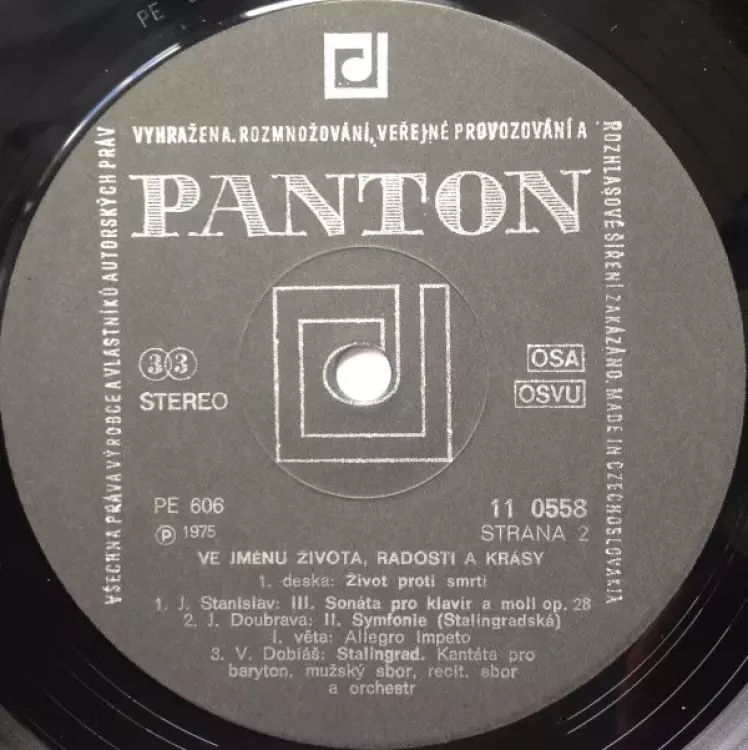 PE
VYHRAŽENA. ROZMNOŽOVÁNÍ, VEŘEJNÉ PROVOZOVÁNÍ A
VŠECHNA PRÁVA VÝROBCE A VLASTNÍKŮ AUTORSKÝCH PRÁV
ROZHLASOVÉ ŠÍŘENÍ ZAKÁZÁNO. MADE IN CZECHOSLOVAKIA
PANTON
33
STEREO
OSA
OSVU
PE 606
11 0558
Ⓟ 1975
STRANA 2
VE JMÉNU ŽIVOTA, RADOSTI A KRÁSY
1. deska: Život proti smrti
1. J. Stanislav: III. Sonáta pro klavír a moll op. 28
2. J. Doubrava: II. Symfonie (Stalingradská)
I. věta: Allegro Impeto
3. V. Dobiáš: Stalingrad. Kantáta pro
baryton, mužský sbor, recit. sbor
a orchestr